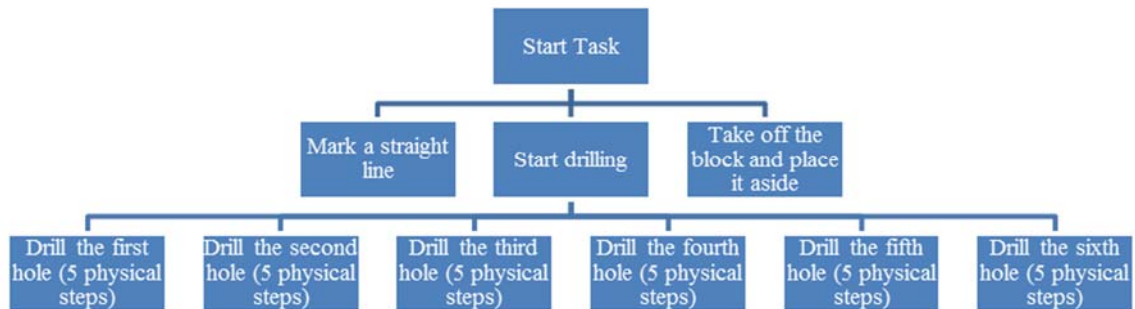 Start Task
Mark a straight
line
Start drilling
Take off the
block and place
it aside
Drill the first
hole (5 physical
steps)
Drill the second
hole (5 physical
steps)
Drill the third
hole (5 physical
steps)
Drill the fourth
hole (5 physical
steps)
Drill the fifth
hole (5 physical
steps)
Drill the sixth
hole (5 physical
steps)